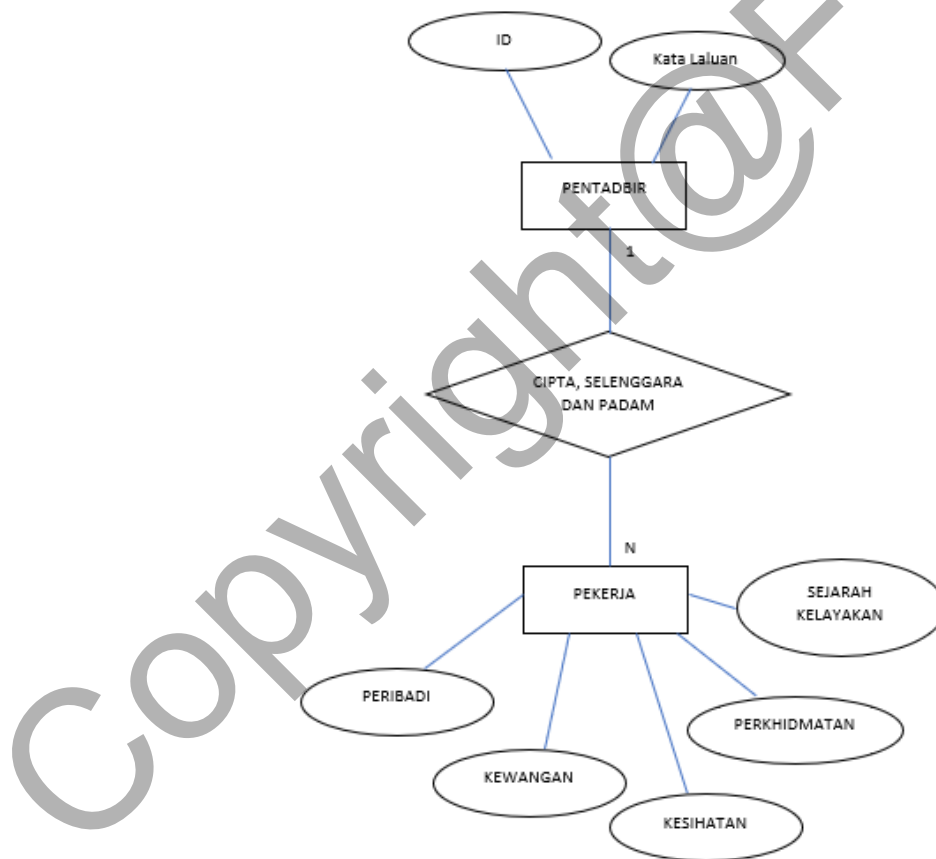 ID
Kata Laluan
PENTADBIR
1
CIPTA, SELENGGARA
DAN PADAM
N
PEKERJA
SEJARAH
KELAYAKAN
PERIBADI
PERKHIDMATAN
KEWANGAN
KESIHATAN
Copyright@F